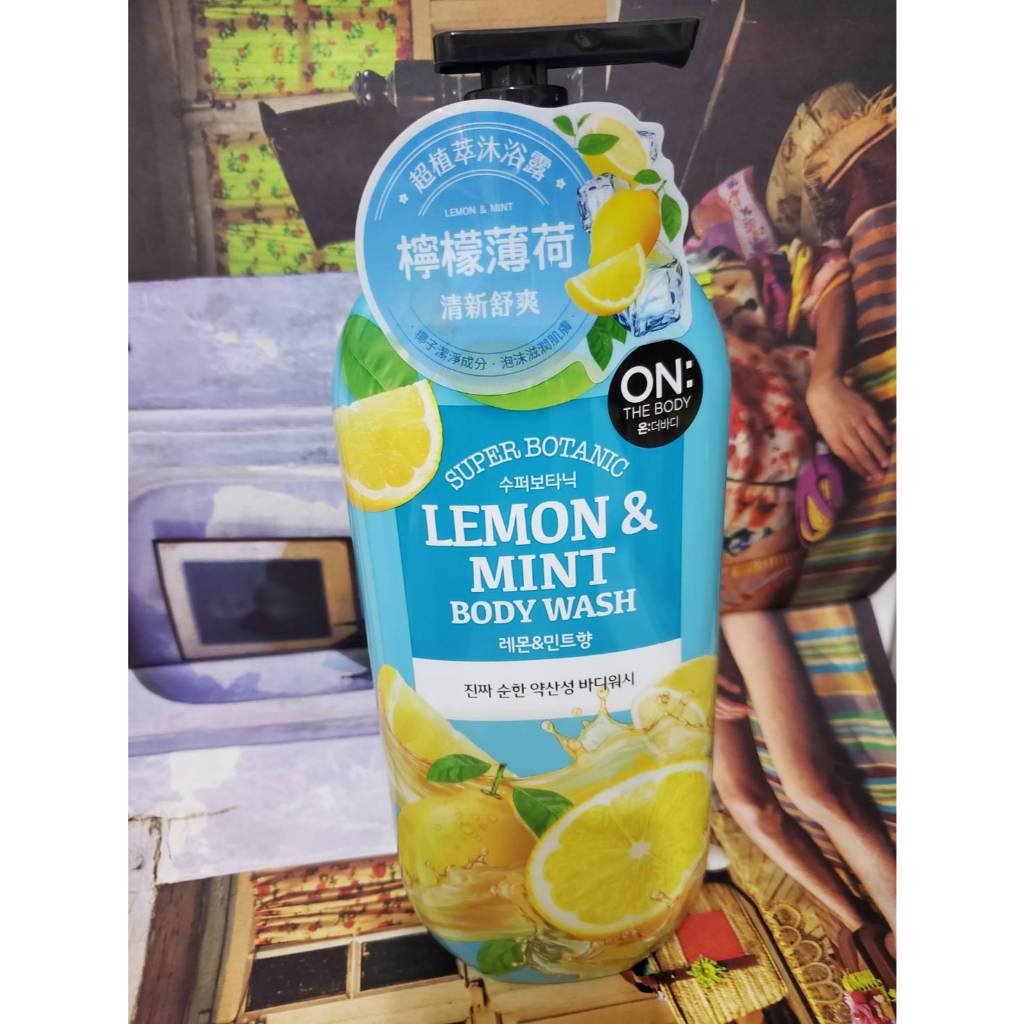 超植萃沐浴露
LEMON & MINT
檸檬薄荷
清新舒爽
椰子潔淨成分・泡沫滋潤肌膚
ON:
THE BODY
온:더바디
SUPER BOTANIC
수퍼보타닉
LEMON &
MINT
BODY WASH
레몬&민트향
진짜 순한 약산성 바디워시